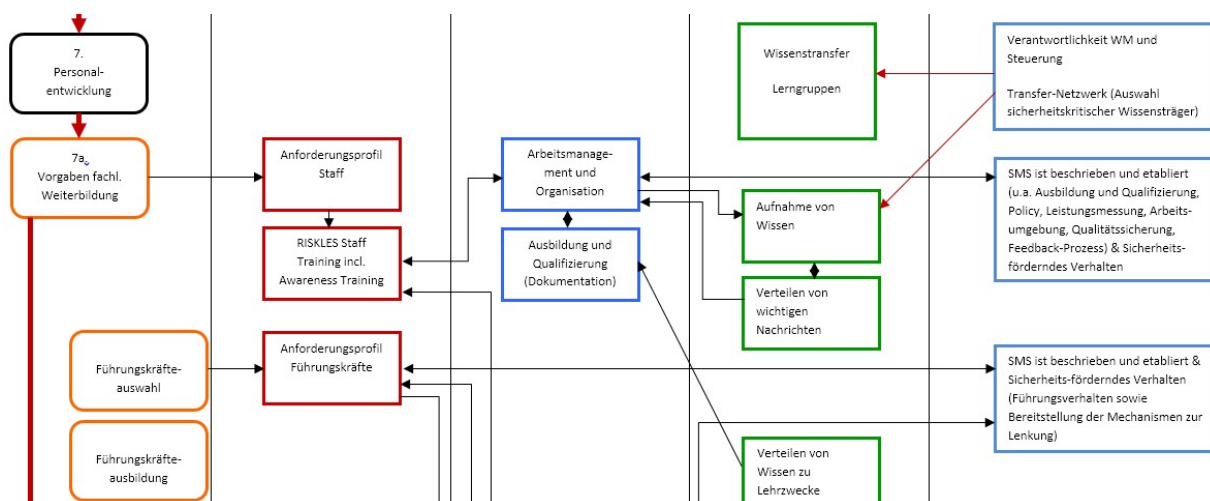 7.
Personal-
entwicklung
7a.
Vorgaben fachl.
Weiterbildung
Führungskräfte-
auswahl
Führungskräfte-
ausbildung
Anforderungsprofil
Staff
RISKLES Staff
Training incl.
Awareness Training
Anforderungsprofil
Führungskräfte
Arbeitsmanage-
ment und
Organisation
Ausbildung und
Qualifizierung
(Dokumentation)
Wissenstransfer
Lerngruppen
Aufnahme von
Wissen
Verteilen von
wichtigen
Nachrichten
Verteilen von
Wissen zu
Lehrzwecke
Verantwortlichkeit WM und
Steuerung
Transfer-Netzwerk (Auswahl
sicherheitskritischer Wissensträger)
SMS ist beschrieben und etabliert
(u.a. Ausbildung und Qualifizierung,
Policy, Leistungsmessung, Arbeits-
umgebung, Qualitätssicherung,
Feedback-Prozess) & Sicherheits-
förderndes Verhalten
SMS ist beschrieben und etabliert &
Sicherheits-förderndes Verhalten
(Führungsverhalten sowie
Bereitstellung der Mechanismen zur
Lenkung)